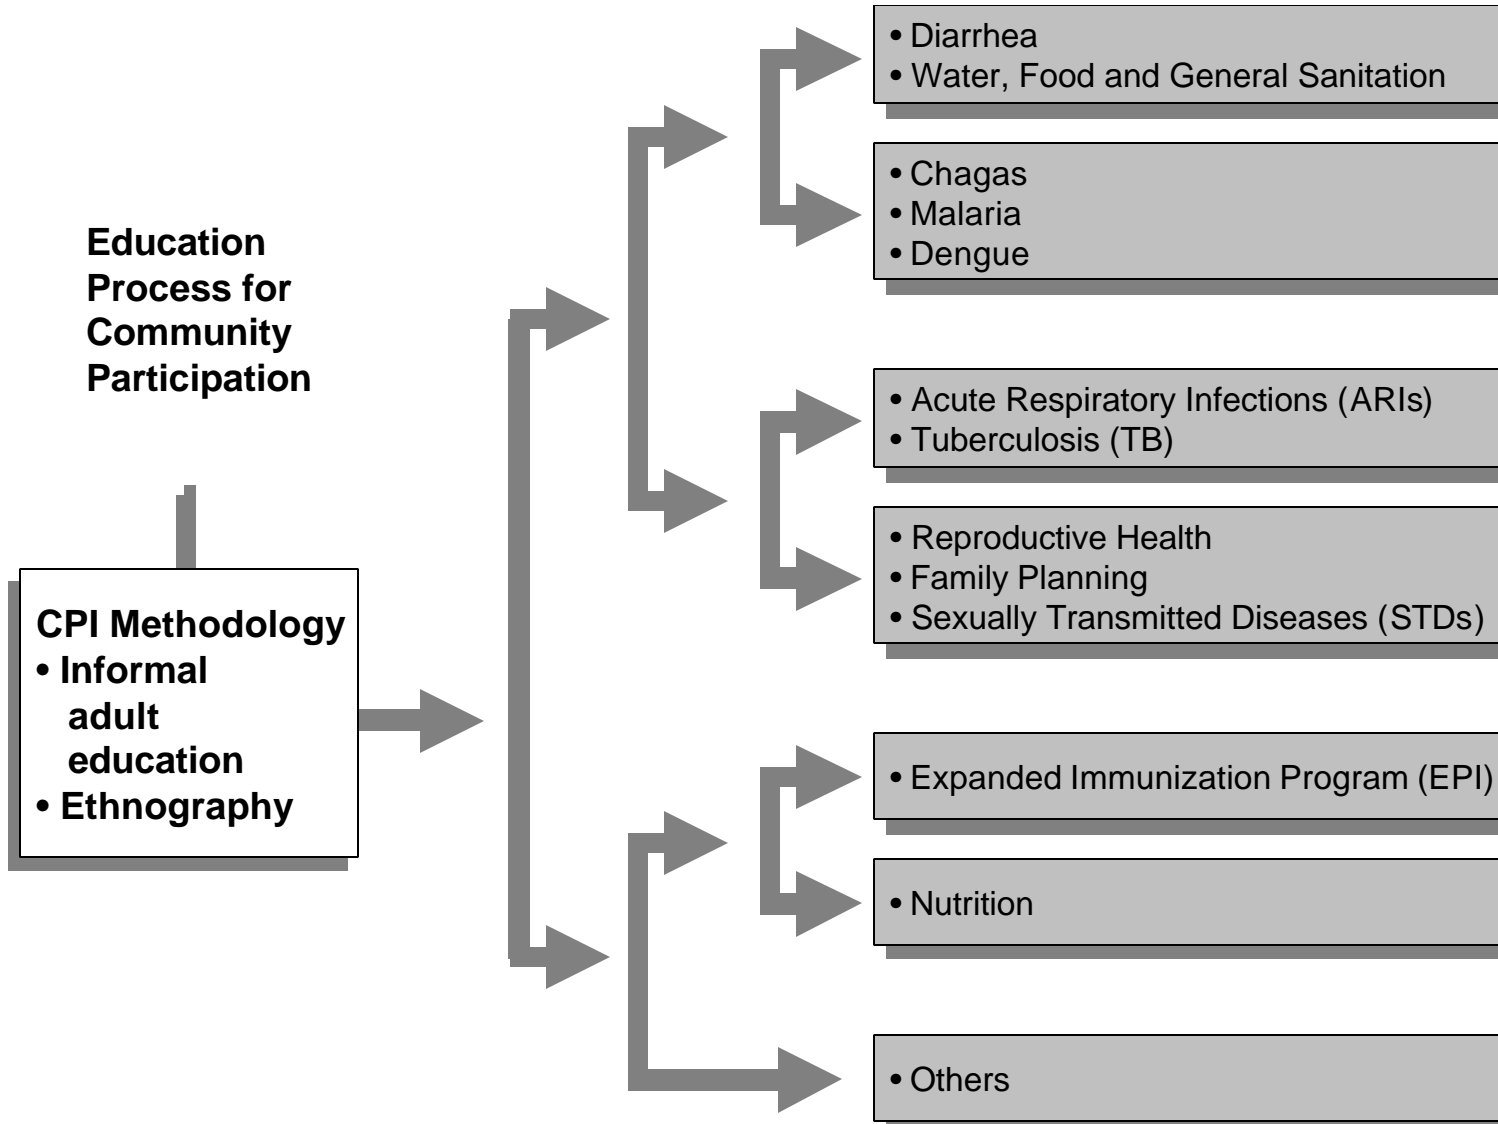 Education
Process for
Community
Participation
CPI Methodology
• Informal
adult
education
• Ethnography
• Diarrhea
• Water, Food and General Sanitation
• Chagas
• Malaria
• Dengue
• Acute Respiratory Infections (ARIs)
• Tuberculosis (TB)
• Reproductive Health
• Family Planning
• Sexually Transmitted Diseases (STDs)
• Expanded Immunization Program (EPI)
• Nutrition
• Others